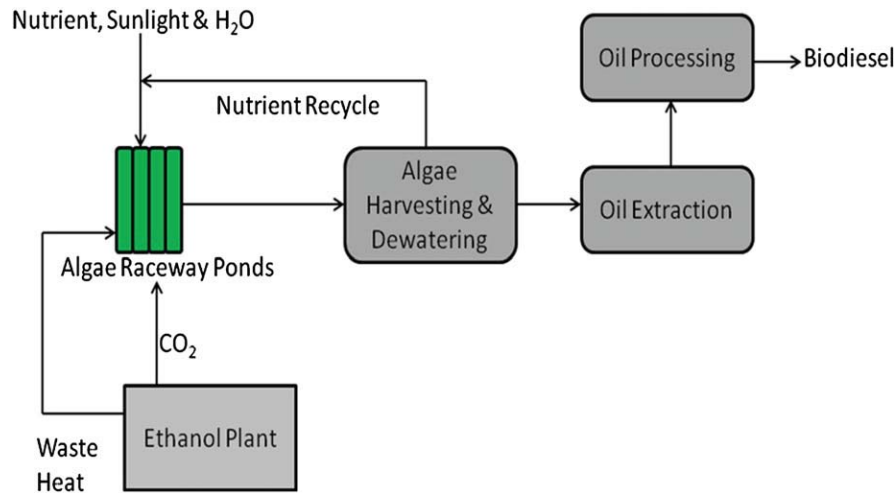 Nutrient, Sunlight & H₂O
Nutrient Recycle
Oil Processing
Biodiesel
Algae
Harvesting &
Dewatering
Oil Extraction
Algae Raceway Ponds
CO₂
Ethanol Plant
Waste
Heat